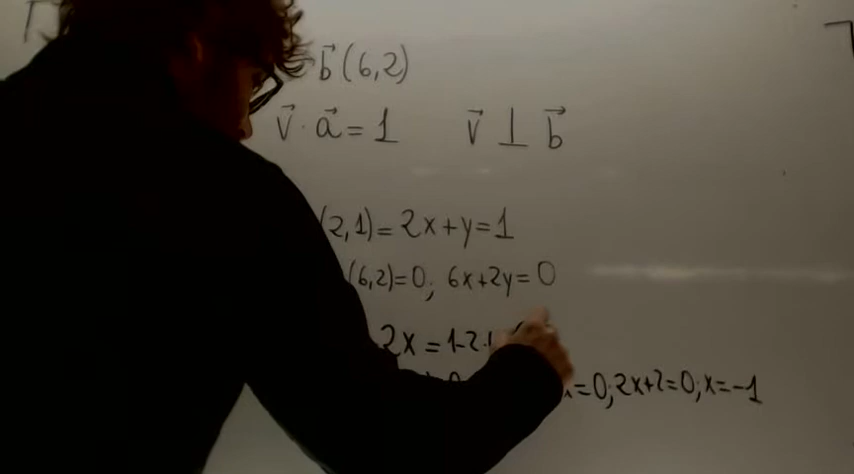 b⃗ (6,2)
v⃗ · a⃗ = 1 v⃗ ⊥ b⃗
(2,1) = 2x+y=1
(6,2)=0; 6x+2y=0
2x = 1-2·
=0; 2x+2=0; x=-1